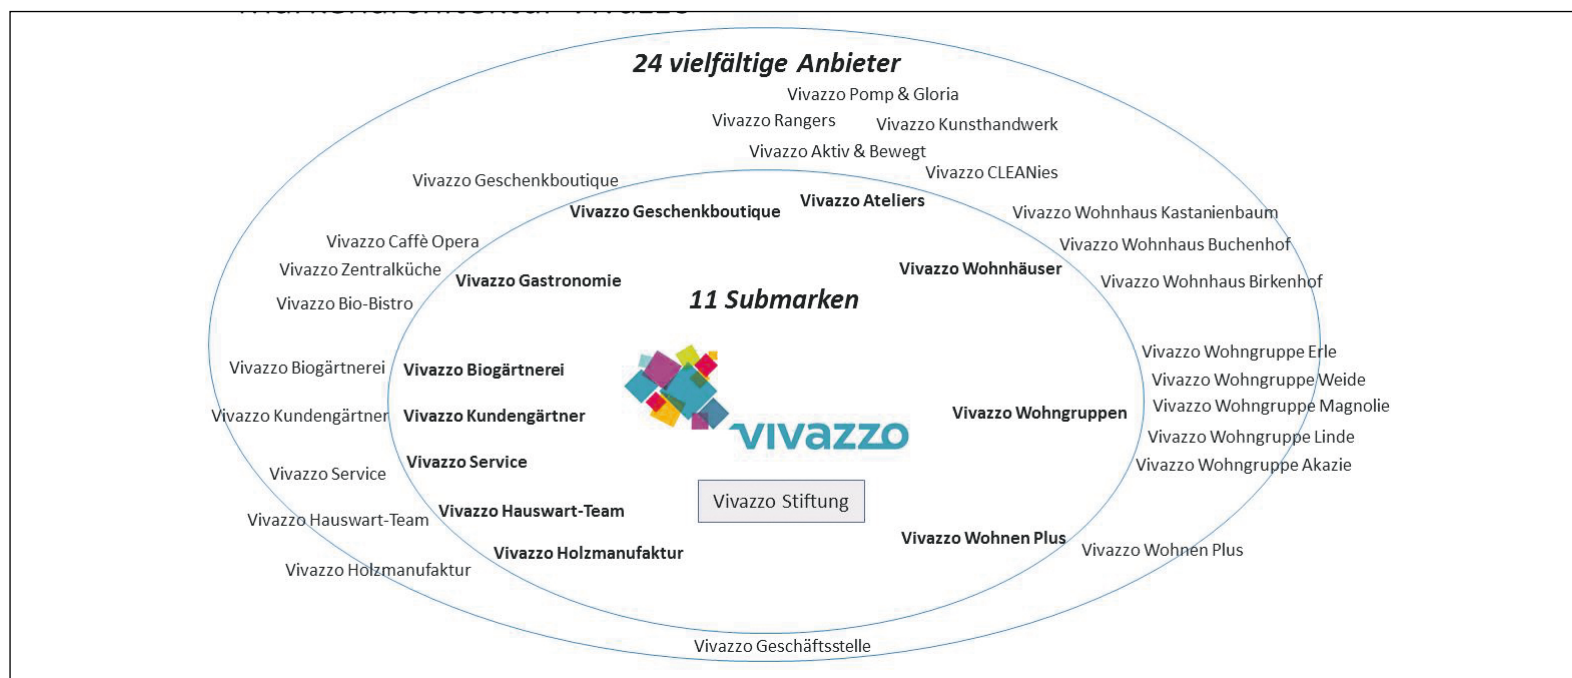 24 vielfältige Anbieter
Vivazzo Pomp & Gloria
Vivazzo Rangers
Vivazzo Kunsthandwerk
Vivazzo Aktiv & Bewegt
Vivazzo CLEANies
Vivazzo Geschenkboutique
Vivazzo Geschenkboutique
Vivazzo Ateliers
Vivazzo Wohnhaus Kastanienbaum
Vivazzo Caffè Opera
Vivazzo Wohnhaus Buchenhof
Vivazzo Zentralküche
Vivazzo Gastronomie
Vivazzo Wohnhäuser
Vivazzo Wohnhaus Birkenhof
Vivazzo Bio-Bistro
11 Submarken
Vivazzo Wohngruppe Erle
Vivazzo Biogärtnerei
Vivazzo Biogärtnerei
Vivazzo Wohngruppe Weide
Vivazzo Kundengärtner
Vivazzo Kundengärtner
Vivazzo Wohngruppen
Vivazzo Wohngruppe Magnolie
vivazzo
Vivazzo Wohngruppe Linde
Vivazzo Service
Vivazzo Service
Vivazzo Wohngruppe Akazie
Vivazzo Stiftung
Vivazzo Hauswart-Team
Vivazzo Hauswart-Team
Vivazzo Holzmanufaktur
Vivazzo Holzmanufaktur
Vivazzo Wohnen Plus
Vivazzo Wohnen Plus
Vivazzo Geschäftsstelle